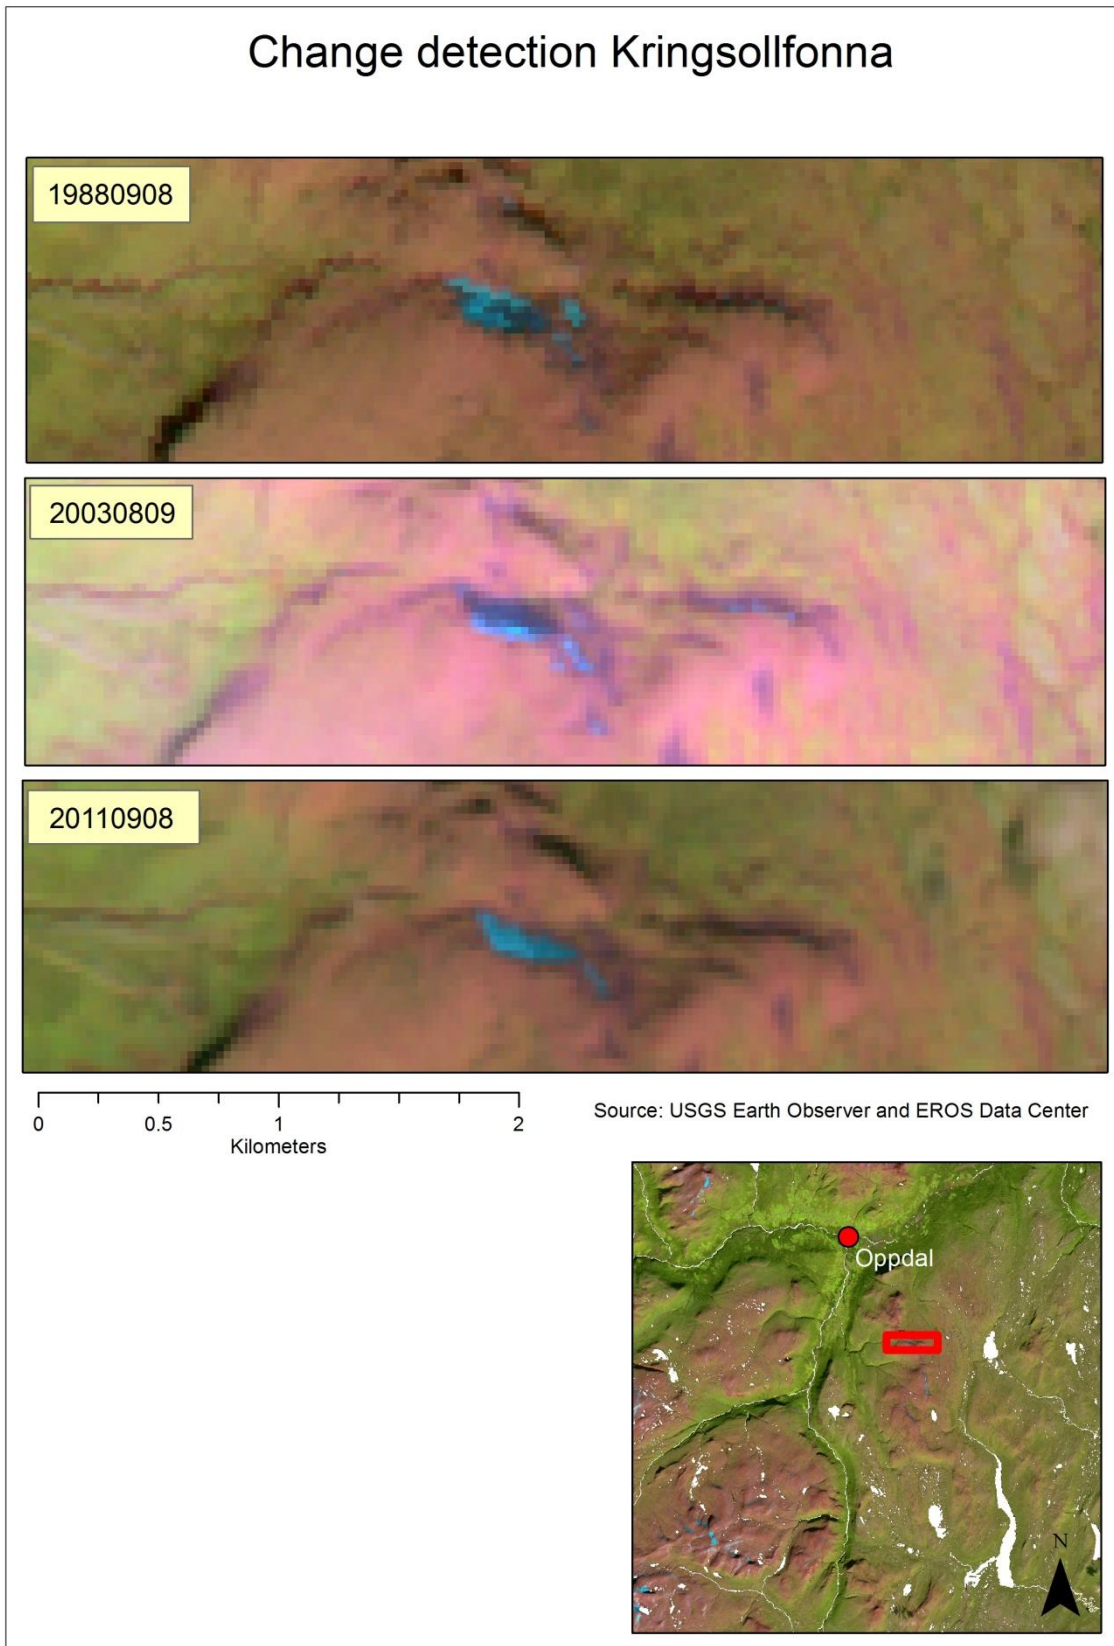 Change detection Kringsollfonna
19880908
20030809
20110908
0 0.5 1 2
Kilometers
Source: USGS Earth Observer and EROS Data Center
Oppdal
N